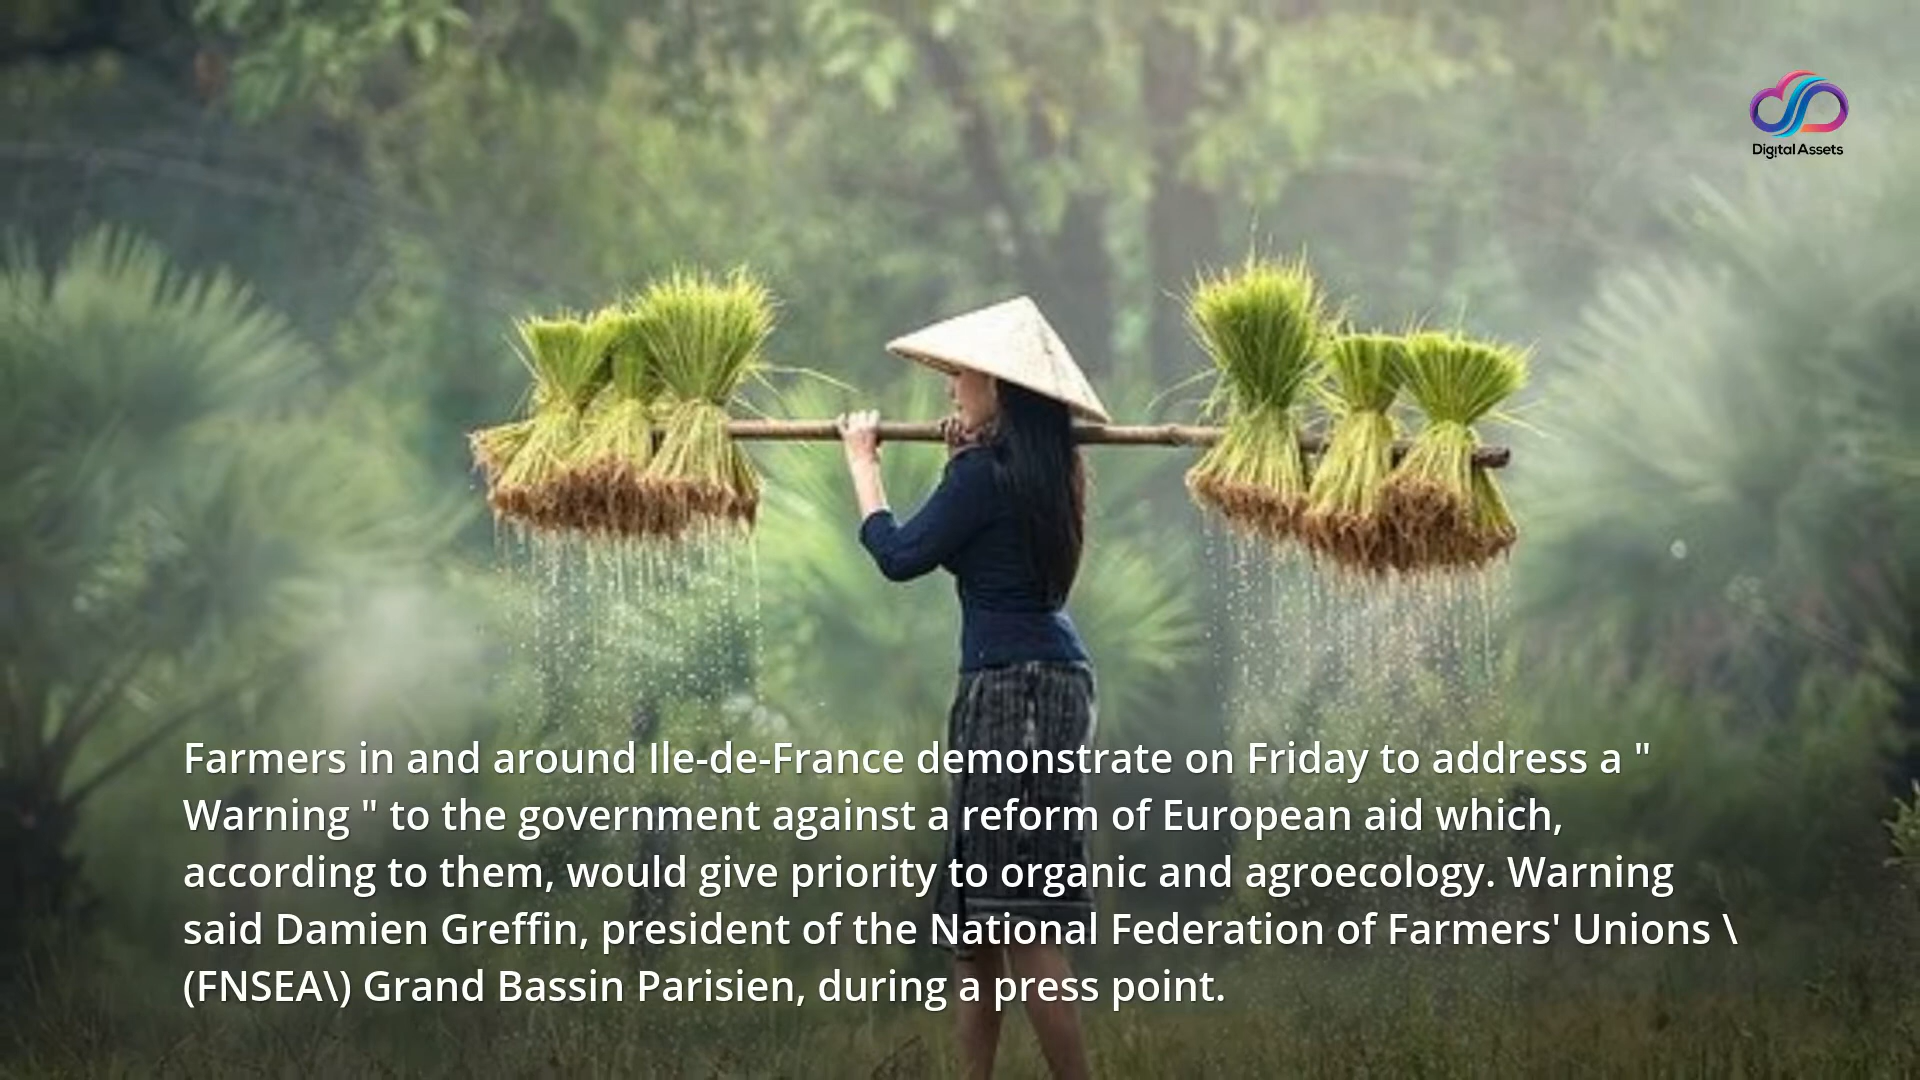 Digital Assets
Farmers in and around Ile-de-France demonstrate on Friday to address a "
Warning " to the government against a reform of European aid which,
according to them, would give priority to organic and agroecology. Warning
said Damien Greffin, president of the National Federation of Farmers' Unions \
(FNSEA\) Grand Bassin Parisien, during a press point.